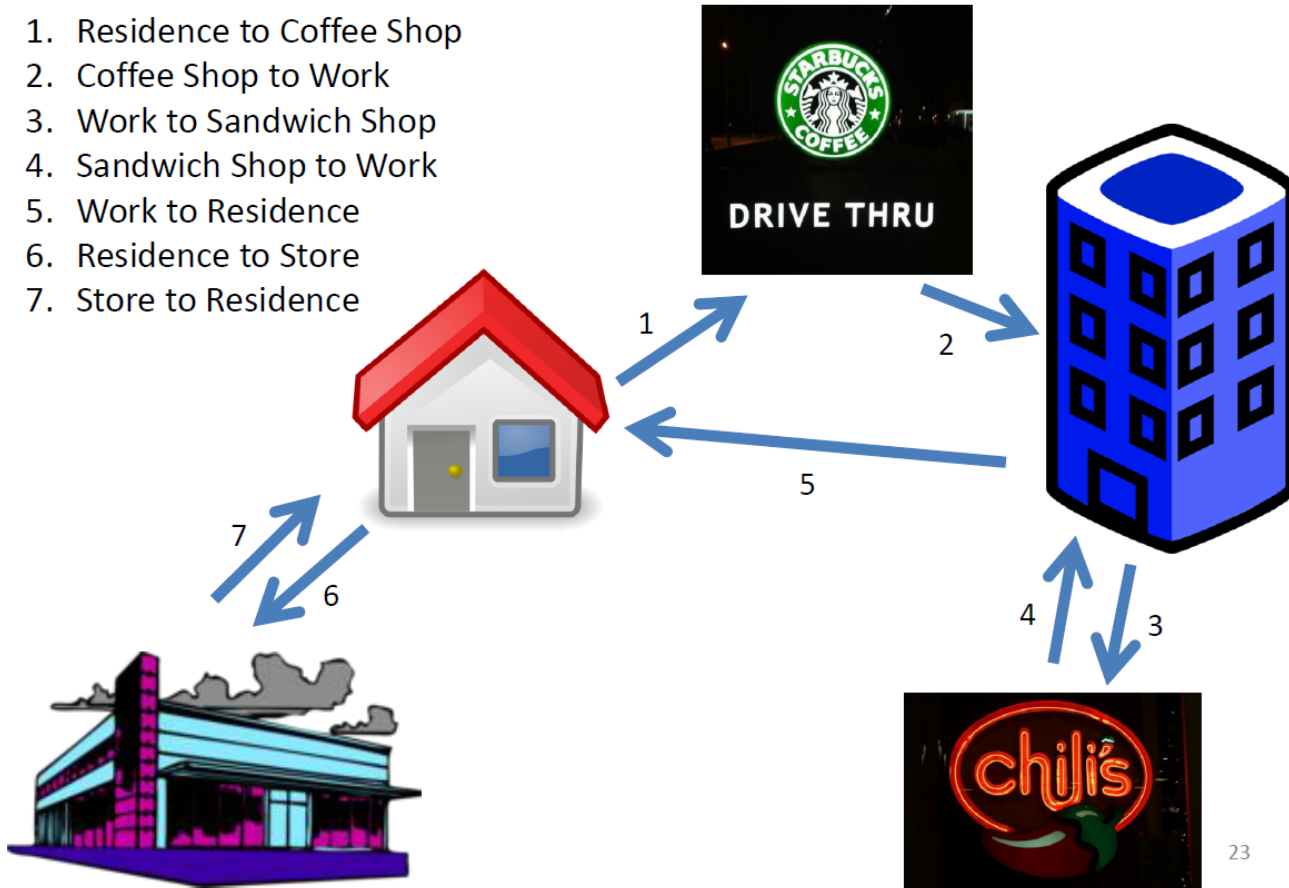 1. Residence to Coffee Shop
2. Coffee Shop to Work
3. Work to Sandwich Shop
4. Sandwich Shop to Work
5. Work to Residence
6. Residence to Store
7. Store to Residence
STARBUCKS
COFFEE
DRIVE THRU
1
2
5
7
6
4
3
chili's
23